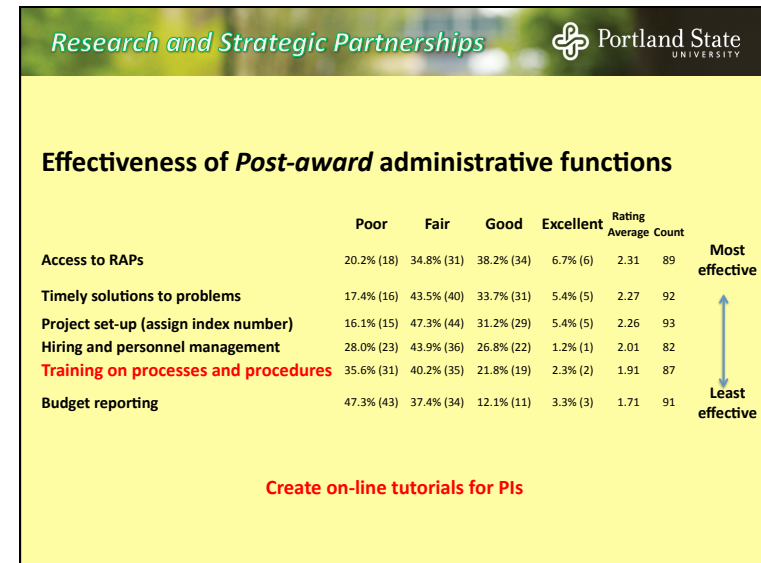 Research and Strategic Partnerships
Portland State
UNIVERSITY
Effectiveness of Post-award administrative functions
Poor Fair Good Excellent Rating Average Count
Access to RAPs 20.2% (18) 34.8% (31) 38.2% (34) 6.7% (6) 2.31 89
Most effective
Timely solutions to problems 17.4% (16) 43.5% (40) 33.7% (31) 5.4% (5) 2.27 92
Project set-up (assign index number) 16.1% (15) 47.3% (44) 31.2% (29) 5.4% (5) 2.26 93
Hiring and personnel management 28.0% (23) 43.9% (36) 26.8% (22) 1.2% (1) 2.01 82
Training on processes and procedures 35.6% (31) 40.2% (35) 21.8% (19) 2.3% (2) 1.91 87
Budget reporting 47.3% (43) 37.4% (34) 12.1% (11) 3.3% (3) 1.71 91
Least effective
Create on-line tutorials for PIs